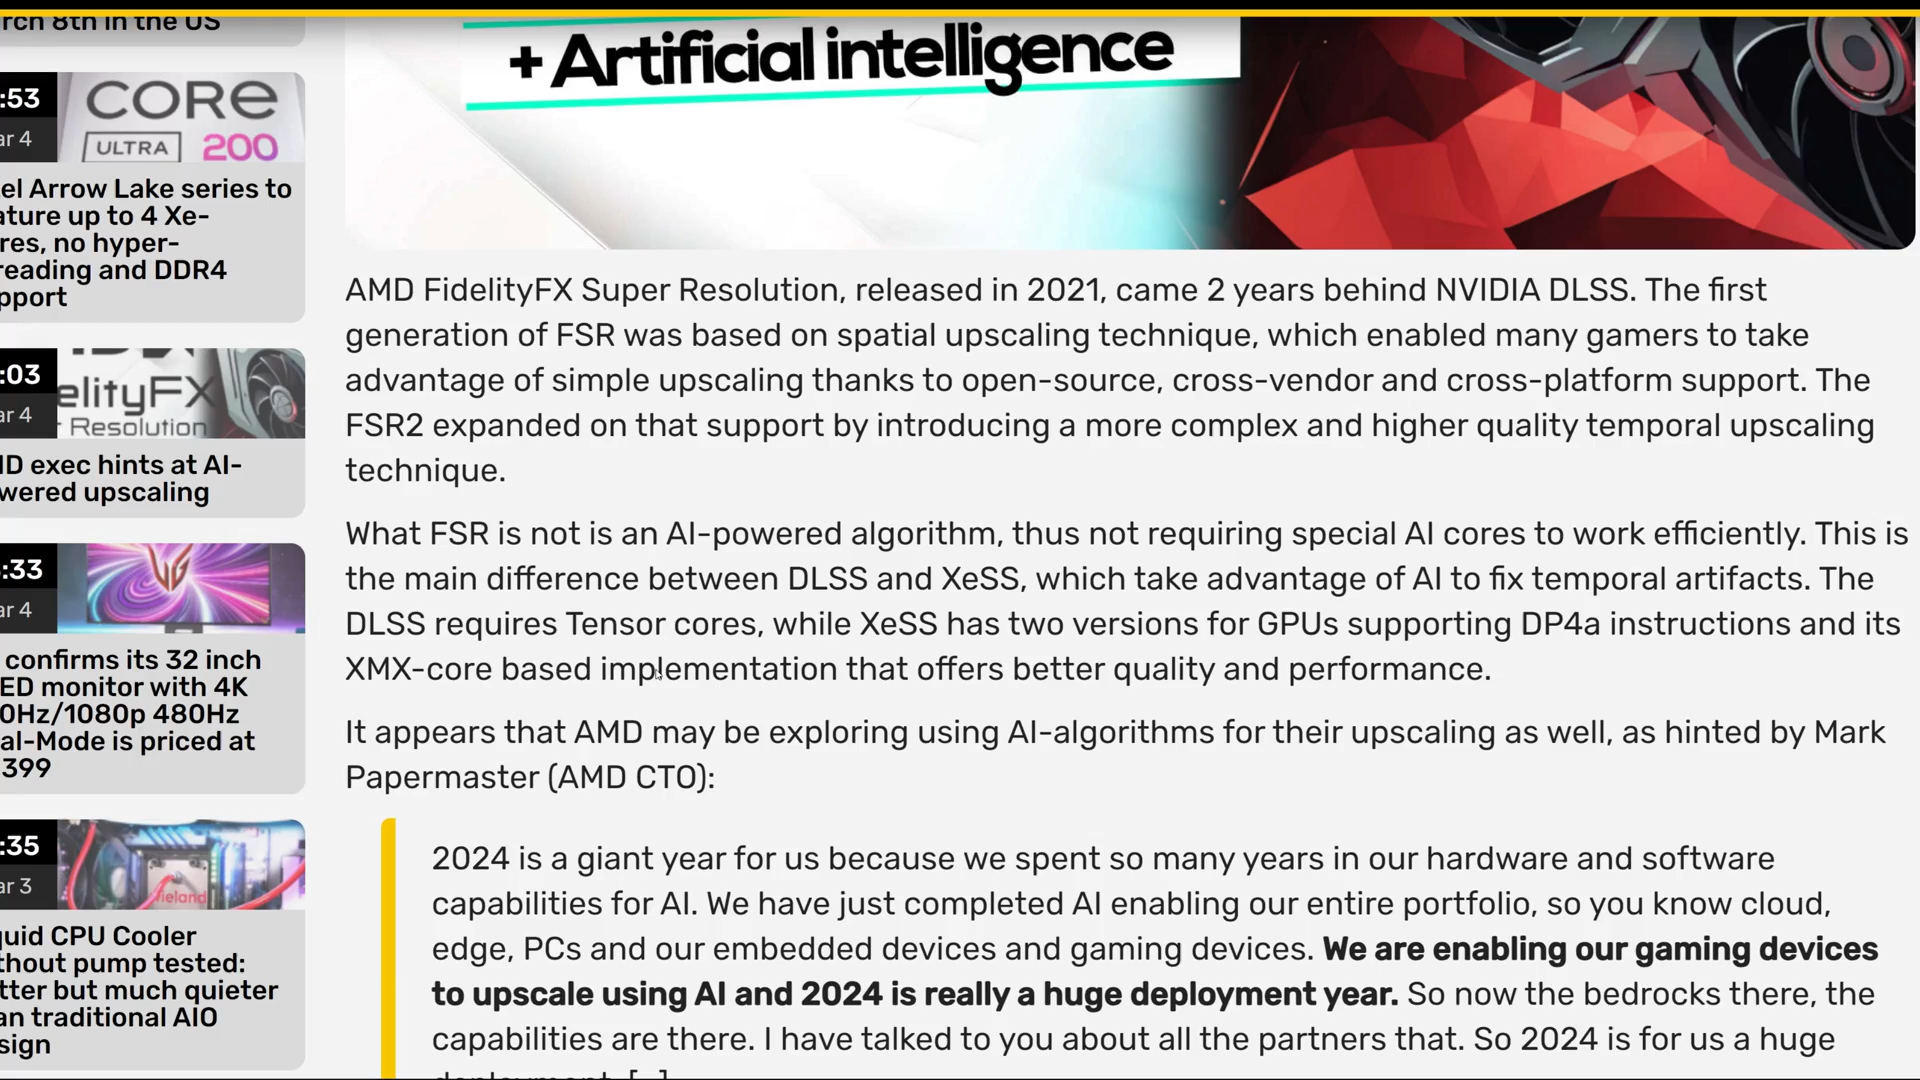 rch 8th in the US
:53
ar 4
CORE
ULTRA 200
el Arrow Lake series to
ature up to 4 Xe-
res, no hyper-
reading and DDR4
pport
:03
ar 4
elityFX
Resolution
D exec hints at AI-
wered upscaling
:33
ar 4
confirms its 32 inch
ED monitor with 4K
0Hz/1080p 480Hz
al-Mode is priced at
399
:35
ar 3
ieland
quid CPU Cooler
thout pump tested:
tter but much quieter
an traditional AIO
sign
+ Artificial intelligence
AMD FidelityFX Super Resolution, released in 2021, came 2 years behind NVIDIA DLSS. The first
generation of FSR was based on spatial upscaling technique, which enabled many gamers to take
advantage of simple upscaling thanks to open-source, cross-vendor and cross-platform support. The
FSR2 expanded on that support by introducing a more complex and higher quality temporal upscaling
technique.
What FSR is not is an AI-powered algorithm, thus not requiring special AI cores to work efficiently. This is
the main difference between DLSS and XeSS, which take advantage of AI to fix temporal artifacts. The
DLSS requires Tensor cores, while XeSS has two versions for GPUs supporting DP4a instructions and its
XMX-core based implementation that offers better quality and performance.
It appears that AMD may be exploring using AI-algorithms for their upscaling as well, as hinted by Mark
Papermaster (AMD CTO):
2024 is a giant year for us because we spent so many years in our hardware and software
capabilities for AI. We have just completed AI enabling our entire portfolio, so you know cloud,
edge, PCs and our embedded devices and gaming devices. We are enabling our gaming devices
to upscale using AI and 2024 is really a huge deployment year. So now the bedrocks there, the
capabilities are there. I have talked to you about all the partners that. So 2024 is for us a huge